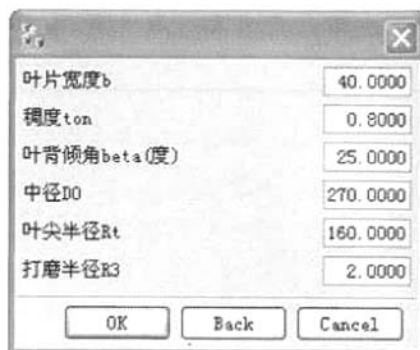 叶片宽度b 40.0000
稠度ton 0.8000
叶背倾角beta(度) 25.0000
中径D0 270.0000
叶尖半径Rt 160.0000
打磨半径R3 2.0000
OK Back Cancel